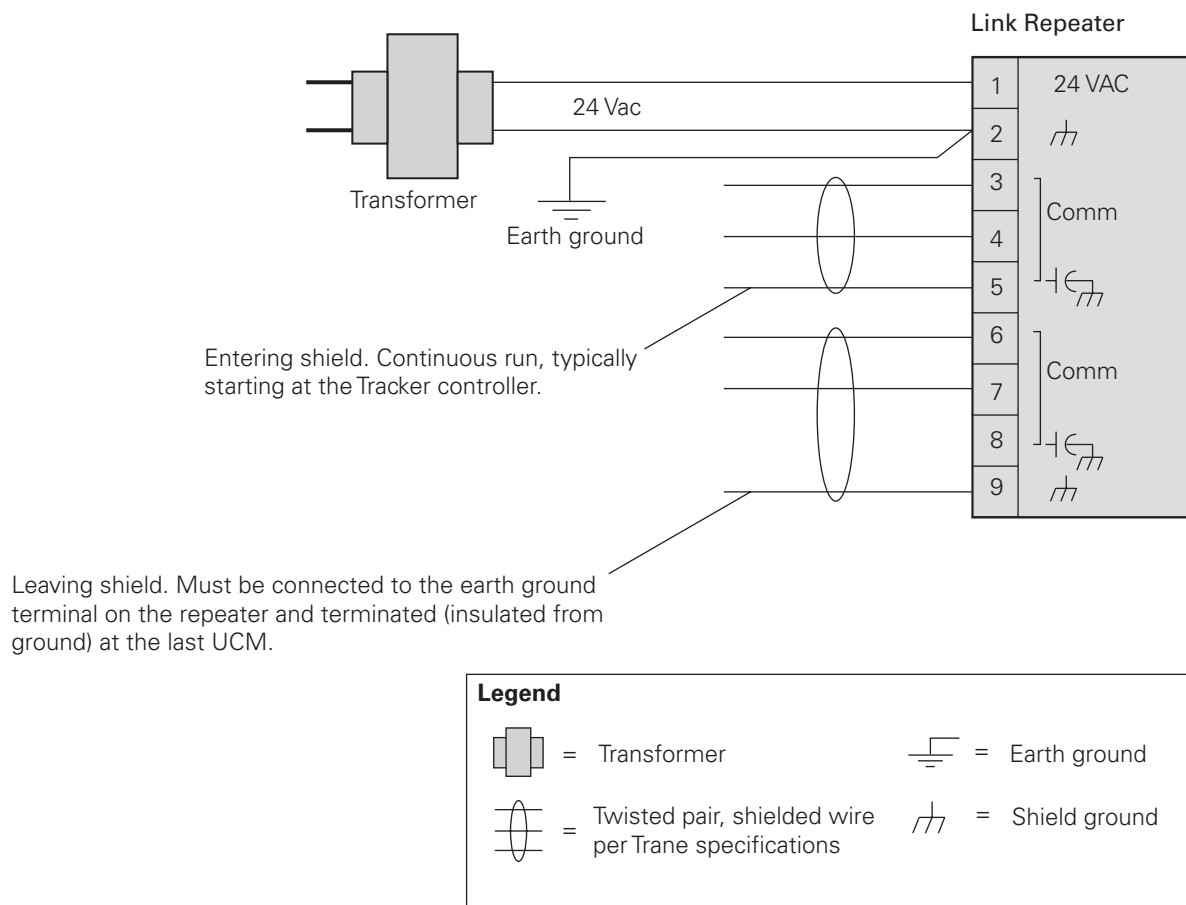 Link Repeater
1 24 VAC
24 Vac
2
Transformer
3
Earth ground
4
Comm
5
6
Entering shield. Continuous run, typically
starting at the Tracker controller.
7
Comm
8
9
Leaving shield. Must be connected to the earth ground
terminal on the repeater and terminated (insulated from
ground) at the last UCM.
Legend
= Transformer
= Earth ground
= Twisted pair, shielded wire
per Trane specifications
= Shield ground